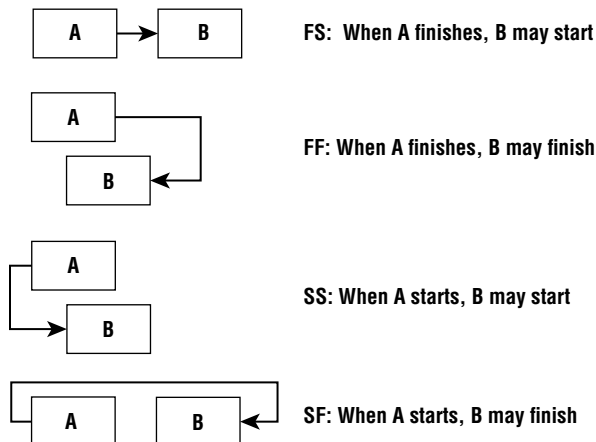 A B FS: When A finishes, B may start
A
FF: When A finishes, B may finish
B
A
SS: When A starts, B may start
B
A B SF: When A starts, B may finish